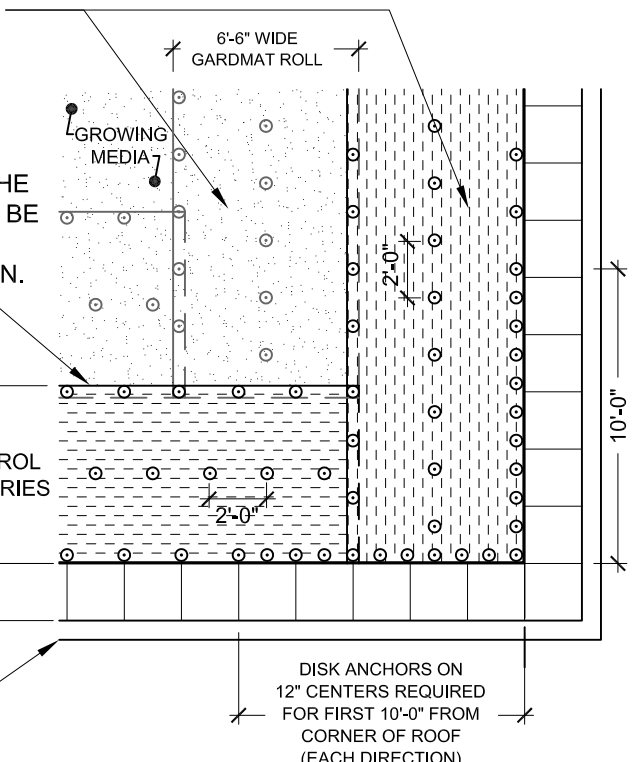 6'-6" WIDE
GARDMAT ROLL
GROWING
MEDIA
HE
BE
N.
2'-0"
10'-0"
ROL
RIES
2'-0"
DISK ANCHORS ON
12" CENTERS REQUIRED
FOR FIRST 10'-0" FROM
CORNER OF ROOF
(EACH DIRECTION)